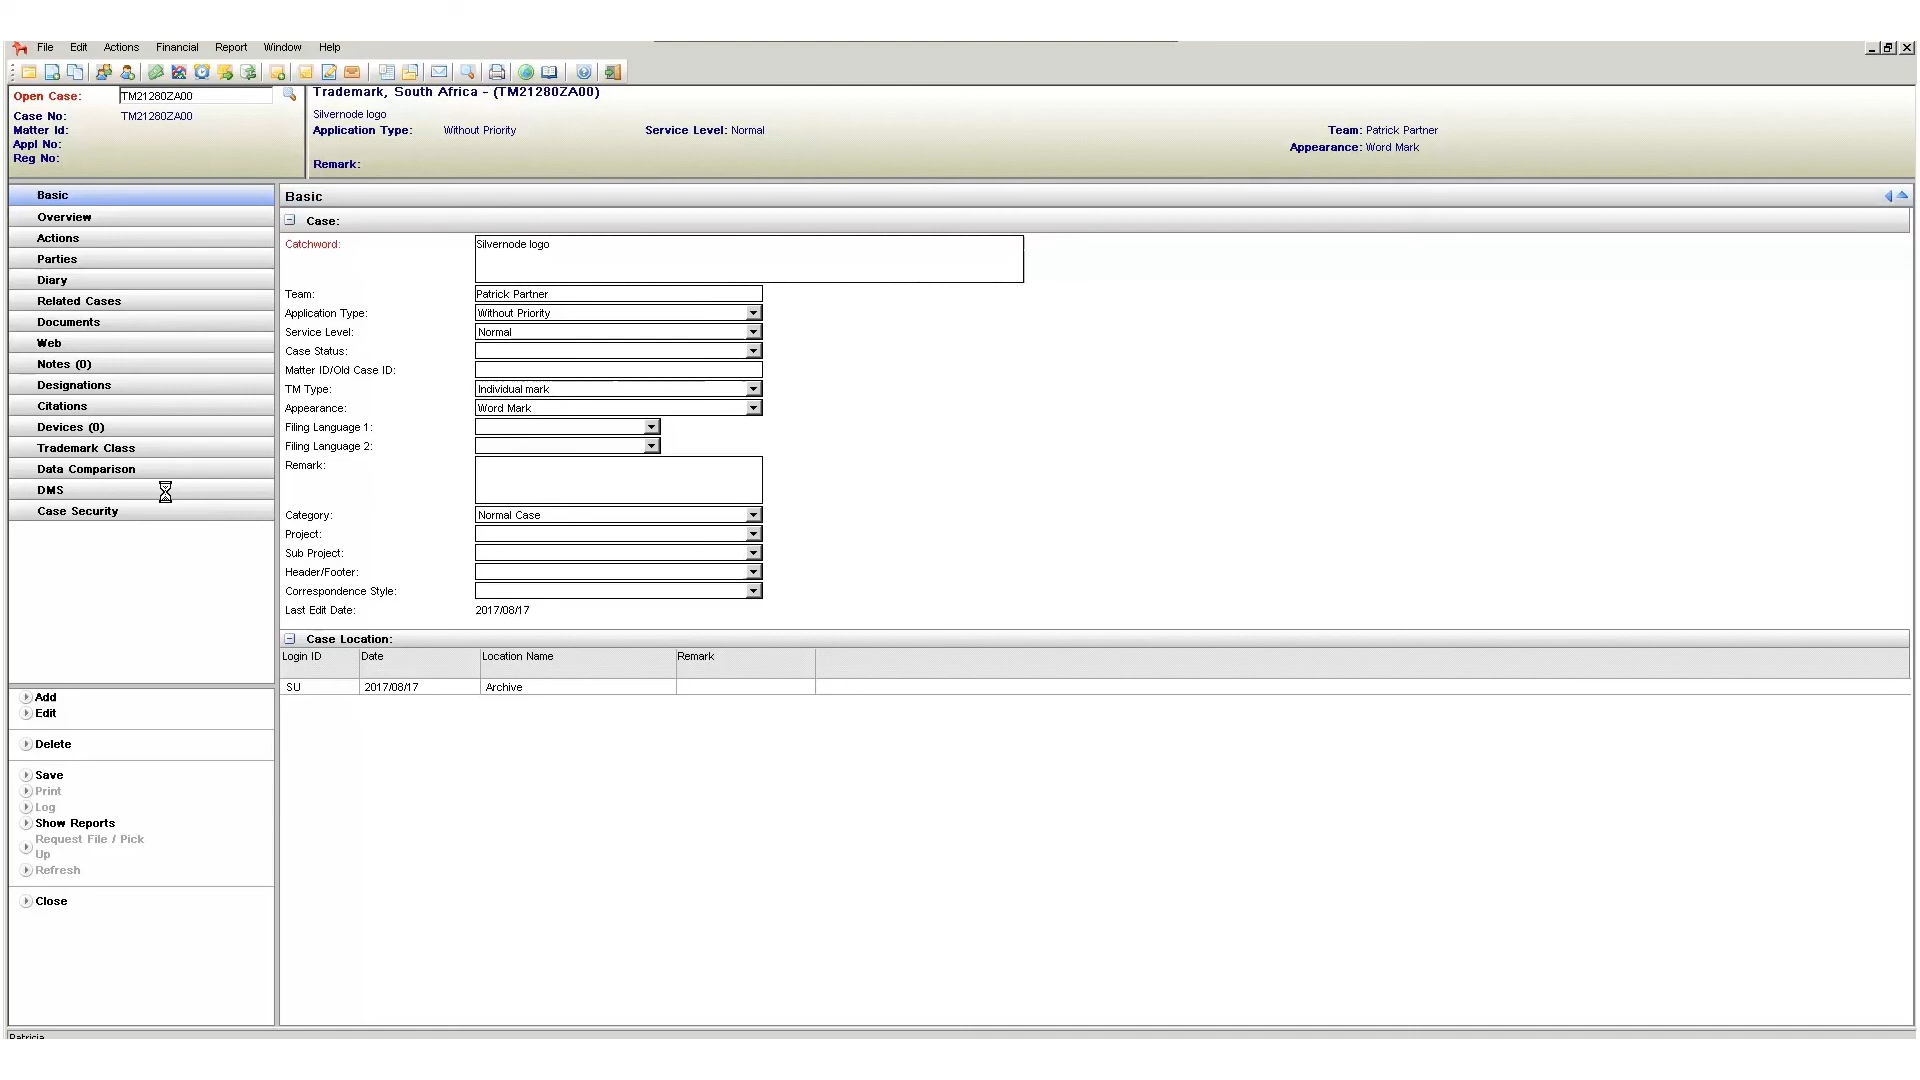 File Edit Actions Financial Report Window Help
Open Case: TM21280ZA00
Case No: TM21280ZA00
Matter Id:
Appl No:
Reg No:
Trademark, South Africa - (TM21280ZA00)
Silvernode logo
Application Type: Without Priority Service Level: Normal Team: Patrick Partner
Appearance: Word Mark
Remark:
Basic
Overview
Actions
Parties
Diary
Related Cases
Documents
Web
Notes (0)
Designations
Citations
Devices (0)
Trademark Class
Data Comparison
DMS
Case Security
Add
Edit
Delete
Save
Print
Log
Show Reports
Request File / Pick
Up
Refresh
Close
Basic
Case:
Catchword: Silvernode logo
Team: Patrick Partner
Application Type: Without Priority
Service Level: Normal
Case Status:
Matter ID/Old Case ID:
TM Type: Individual mark
Appearance: Word Mark
Filing Language 1:
Filing Language 2:
Remark:
Category: Normal Case
Project:
Sub Project:
Header/Footer:
Correspondence Style:
Last Edit Date: 2017/08/17
Case Location:
Login ID Date Location Name Remark
SU 2017/08/17 Archive
Patricia